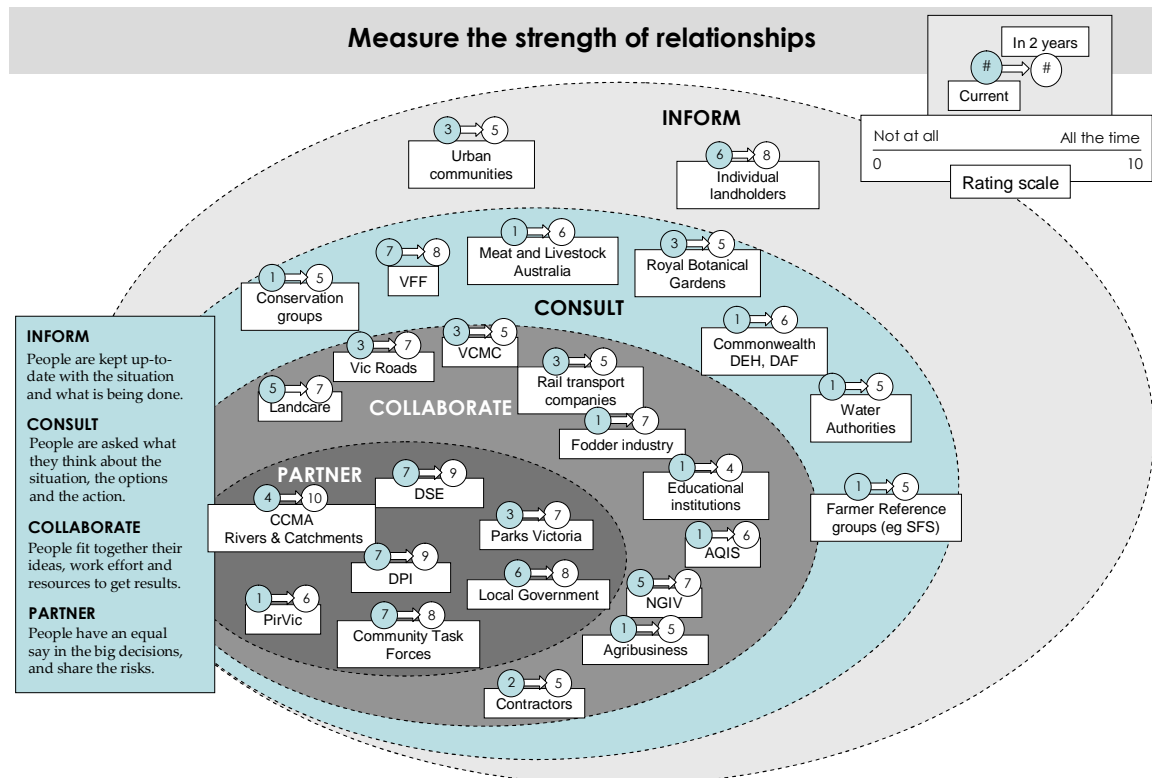 Measure the strength of relationships
In 2 years
#
#
Current
Not at all
All the time
0
10
Rating scale
INFORM
3
5
Urban
communities
6
8
Individual
landholders
CONSULT
1
5
Conservation
groups
7
8
VFF
1
6
Meat and Livestock
Australia
3
5
Royal Botanical
Gardens
1
6
Commonwealth
DEH, DAF
1
5
Water
Authorities
1
5
Farmer Reference
groups (eg SFS)
COLLABORATE
5
7
Landcare
3
7
Vic Roads
3
5
VCMC
3
5
Rail transport
companies
1
7
Fodder industry
1
4
Educational
institutions
1
6
AQIS
5
7
NGIV
1
5
Agribusiness
2
5
Contractors
PARTNER
4
10
CCMA
Rivers & Catchments
7
9
DSE
3
7
Parks Victoria
7
9
DPI
6
8
Local Government
1
6
PirVic
7
8
Community Task
Forces
INFORM
People are kept up-to-
date with the situation
and what is being done.
CONSULT
People are asked what
they think about the
situation, the options
and the action.
COLLABORATE
People fit together their
ideas, work effort and
resources to get results.
PARTNER
People have an equal
say in the big decisions,
and share the risks.